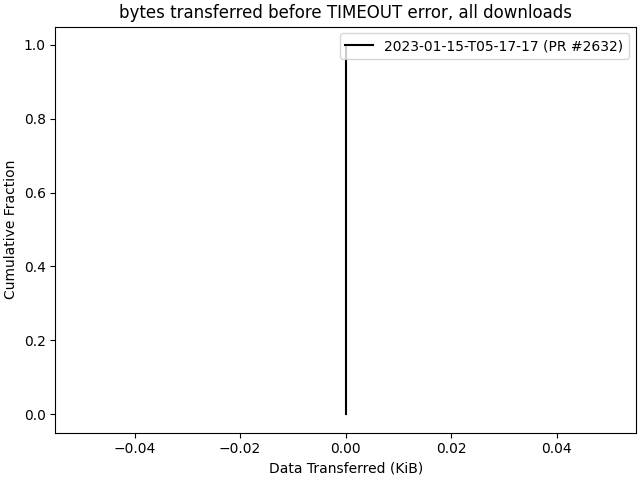 bytes transferred before TIMEOUT error, all downloads
2023-01-15-T05-17-17 (PR #2632)
1.0
0.8
0.6
0.4
0.2
0.0
Cumulative Fraction
−0.04 −0.02 0.00 0.02 0.04
Data Transferred (KiB)